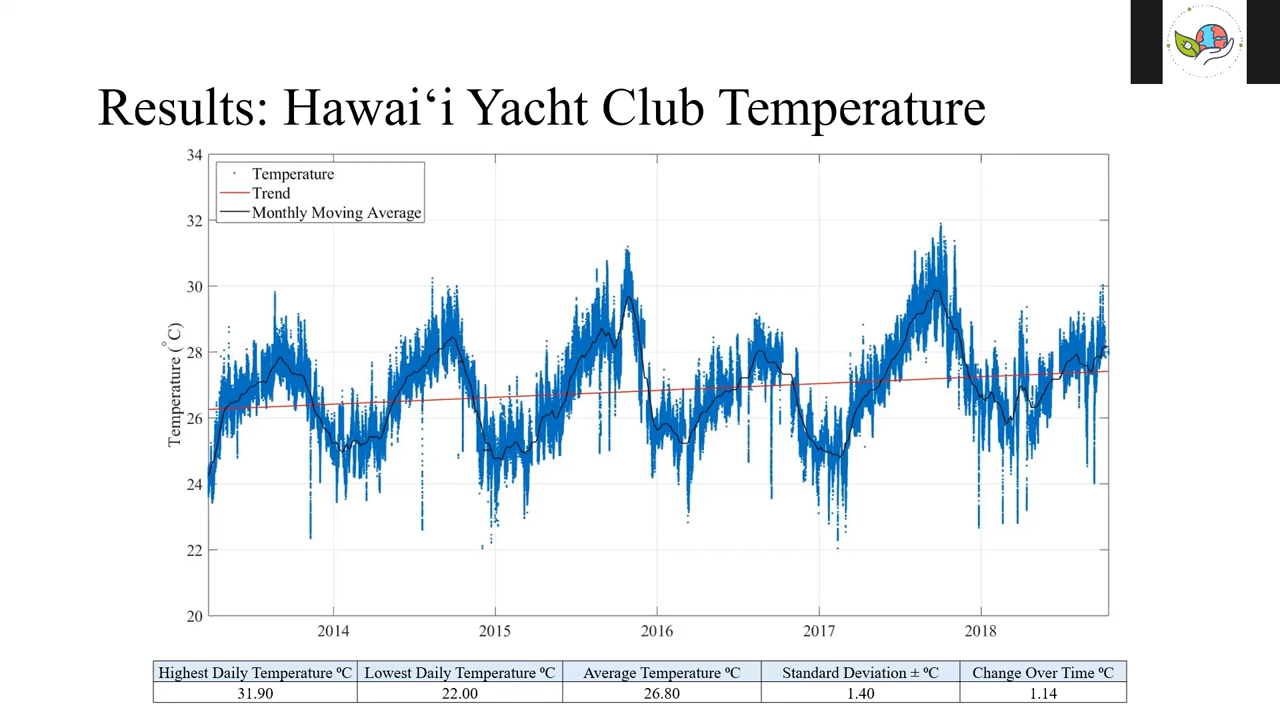 Results: Hawaiʻi Yacht Club Temperature
34
32
30
28
26
24
22
20
Temperature (°C)
Temperature
Trend
Monthly Moving Average
2014 2015 2016 2017 2018
Highest Daily Temperature ºC Lowest Daily Temperature ºC Average Temperature ºC Standard Deviation ± ºC Change Over Time ºC
31.90 22.00 26.80 1.40 1.14